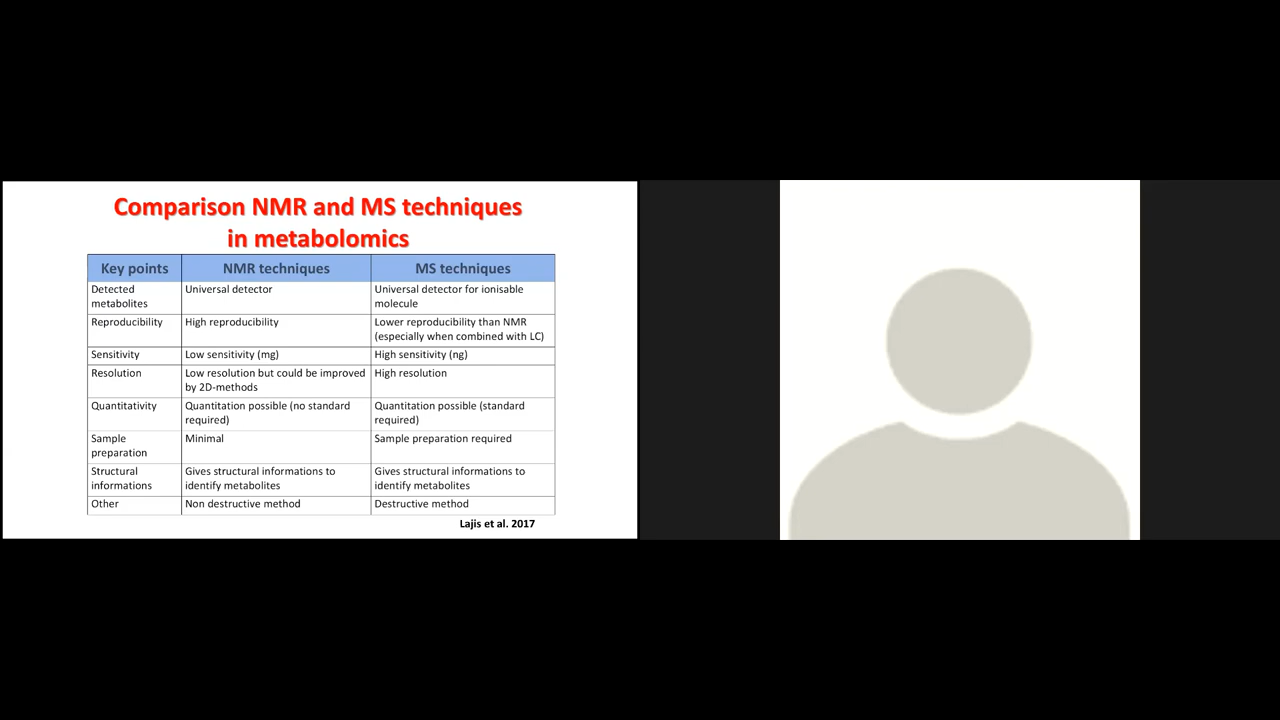 Comparison NMR and MS techniques
in metabolomics
Key points NMR techniques MS techniques
Detected
metabolites
Universal detector
Universal detector for ionisable
molecule
Reproducibility
High reproducibility
Lower reproducibility than NMR
(especially when combined with LC)
Sensitivity
Low sensitivity (mg)
High sensitivity (ng)
Resolution
Low resolution but could be improved
by 2D-methods
High resolution
Quantitativity
Quantitation possible (no standard
required)
Quantitation possible (standard
required)
Sample
preparation
Minimal
Sample preparation required
Structural
informations
Gives structural informations to
identify metabolites
Gives structural informations to
identify metabolites
Other
Non destructive method
Destructive method
Lajis et al. 2017